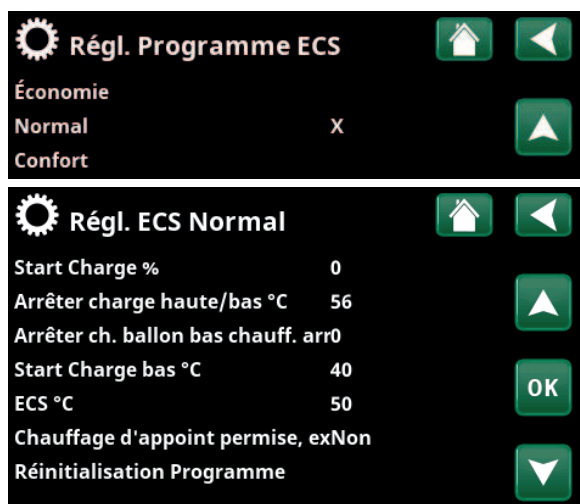 Régl. Programme ECS
Économie
Normal X
Confort
Régl. ECS Normal
Start Charge % 0
Arrêter charge haute/bas °C 56
Arrêter ch. ballon bas chauff. arr0
Start Charge bas °C 40
ECS °C 50
OK
Chauffage d'appoint permise, exNon
Réinitialisation Programme